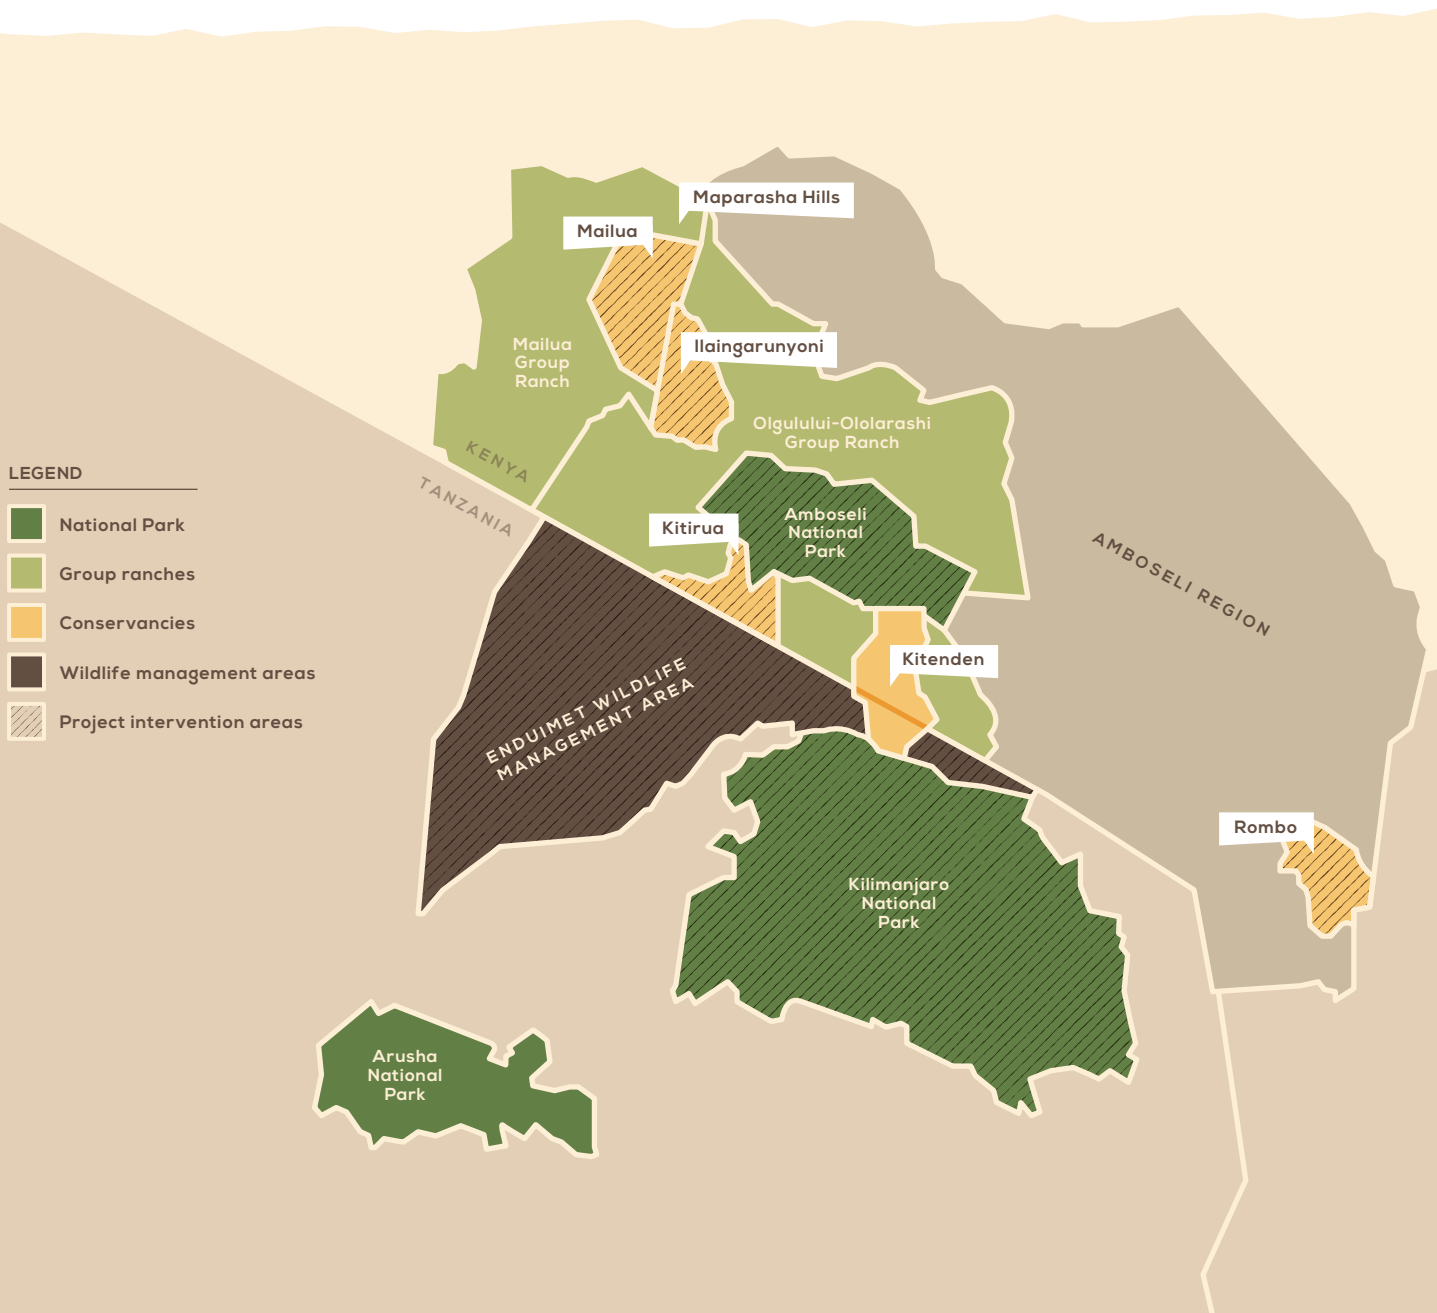 Maparasha Hills
Mailua
Ilaingarunyoni
Mailua
Group
Ranch
Olgulului-Ololarashi
Group Ranch
KENYA
TANZANIA
LEGEND
National Park
Group ranches
Conservancies
Wildlife management areas
Project intervention areas
Kitirua
Amboseli
National
Park
AMBOSELI REGION
Kitenden
ENDUIMET WILDLIFE
MANAGEMENT AREA
Rombo
Kilimanjaro
National
Park
Arusha
National
Park